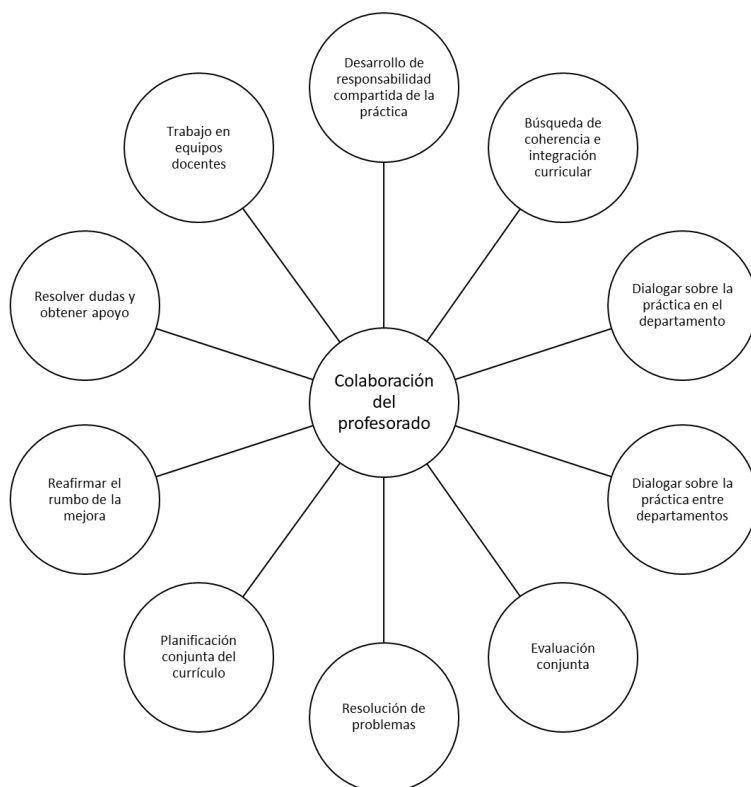 Desarrollo de
responsabilidad
compartida de la
práctica
Búsqueda de
coherencia e
integración
curricular
Dialogar sobre la
práctica en el
departamento
Dialogar sobre la
práctica entre
departamentos
Evaluación
conjunta
Resolución de
problemas
Planificación
conjunta del
currículo
Reafirmar el
rumbo de la
mejora
Resolver dudas y
obtener apoyo
Trabajo en
equipos
docentes
Colaboración
del
profesorado